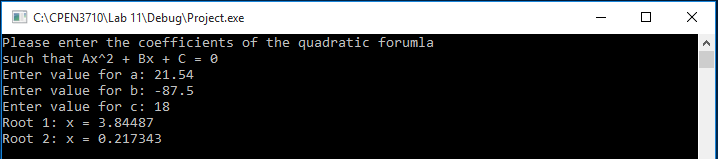 C:\CPEN3710\Lab 11\Debug\Project.exe
Please enter the coefficients of the quadratic forumla
such that Ax^2 + Bx + C = 0
Enter value for a: 21.54
Enter value for b: -87.5
Enter value for c: 18
Root 1: x = 3.84487
Root 2: x = 0.217343